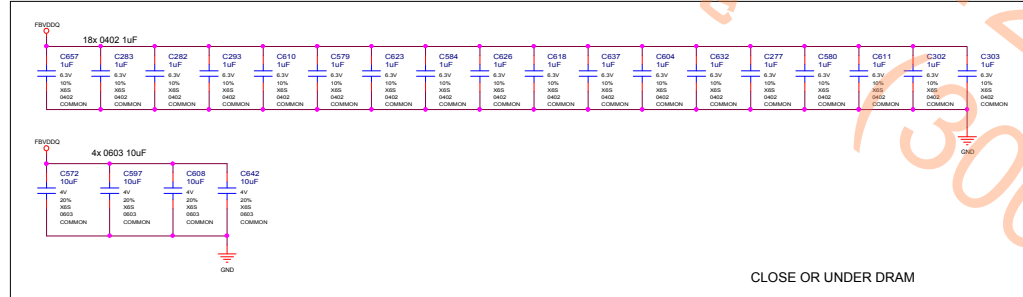 FBVDDQ
18x 0402 1uF
C657 C283 C282 C293 C610 C579 C623 C584 C626 C618 C637 C604 C632 C277 C580 C611 C302 C303
1uF 1uF 1uF 1uF 1uF 1uF 1uF 1uF 1uF 1uF 1uF 1uF 1uF 1uF 1uF 1uF 1uF 1uF
6.3V 6.3V 6.3V 6.3V 6.3V 6.3V 6.3V 6.3V 6.3V 6.3V 6.3V 6.3V 6.3V 6.3V 6.3V 6.3V 6.3V 6.3V
10% 10% 10% 10% 10% 10% 10% 10% 10% 10% 10% 10% 10% 10% 10% 10% 10% 10%
X6S X6S X6S X6S X6S X6S X6S X6S X6S X6S X6S X6S X6S X6S X6S X6S X6S X6S
0402 0402 0402 0402 0402 0402 0402 0402 0402 0402 0402 0402 0402 0402 0402 0402 0402 0402
COMMON COMMON COMMON COMMON COMMON COMMON COMMON COMMON COMMON COMMON COMMON COMMON COMMON COMMON COMMON COMMON COMMON COMMON
GND
FBVDDQ
4x 0603 10uF
C572 C597 C608 C642
10uF 10uF 10uF 10uF
4V 4V 4V 4V
20% 20% 20% 20%
X6S X6S X6S X6S
0603 0603 0603 0603
COMMON COMMON COMMON COMMON
GND
CLOSE OR UNDER DRAM
(300